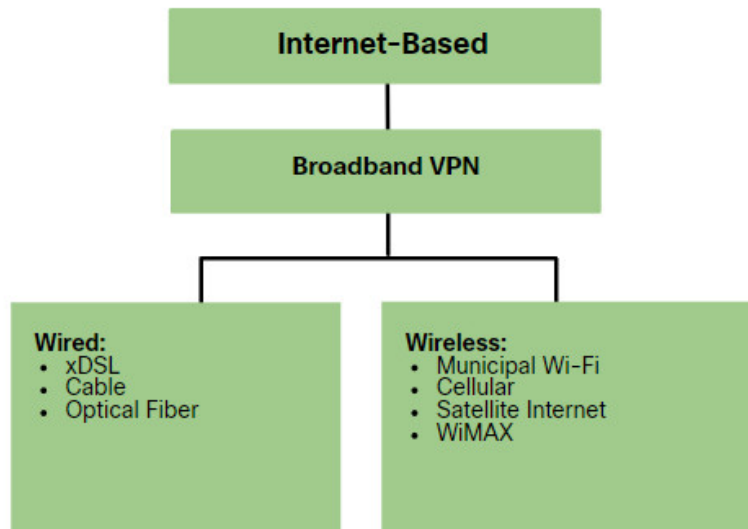 Internet-Based
Broadband VPN
Wired:
• xDSL
• Cable
• Optical Fiber
Wireless:
• Municipal Wi-Fi
• Cellular
• Satellite Internet
• WiMAX